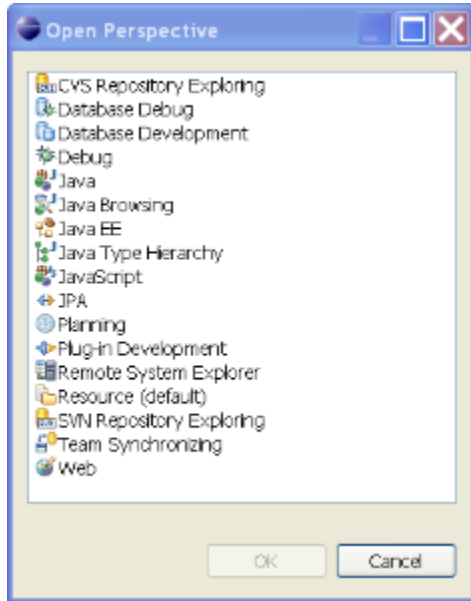 Open Perspective
CVS Repository Exploring
Database Debug
Database Development
Debug
Java
Java Browsing
Java EE
Java Type Hierarchy
JavaScript
JPA
Planning
Plug-in Development
Remote System Explorer
Resource (default)
SVN Repository Exploring
Team Synchronizing
Web
OK
Cancel